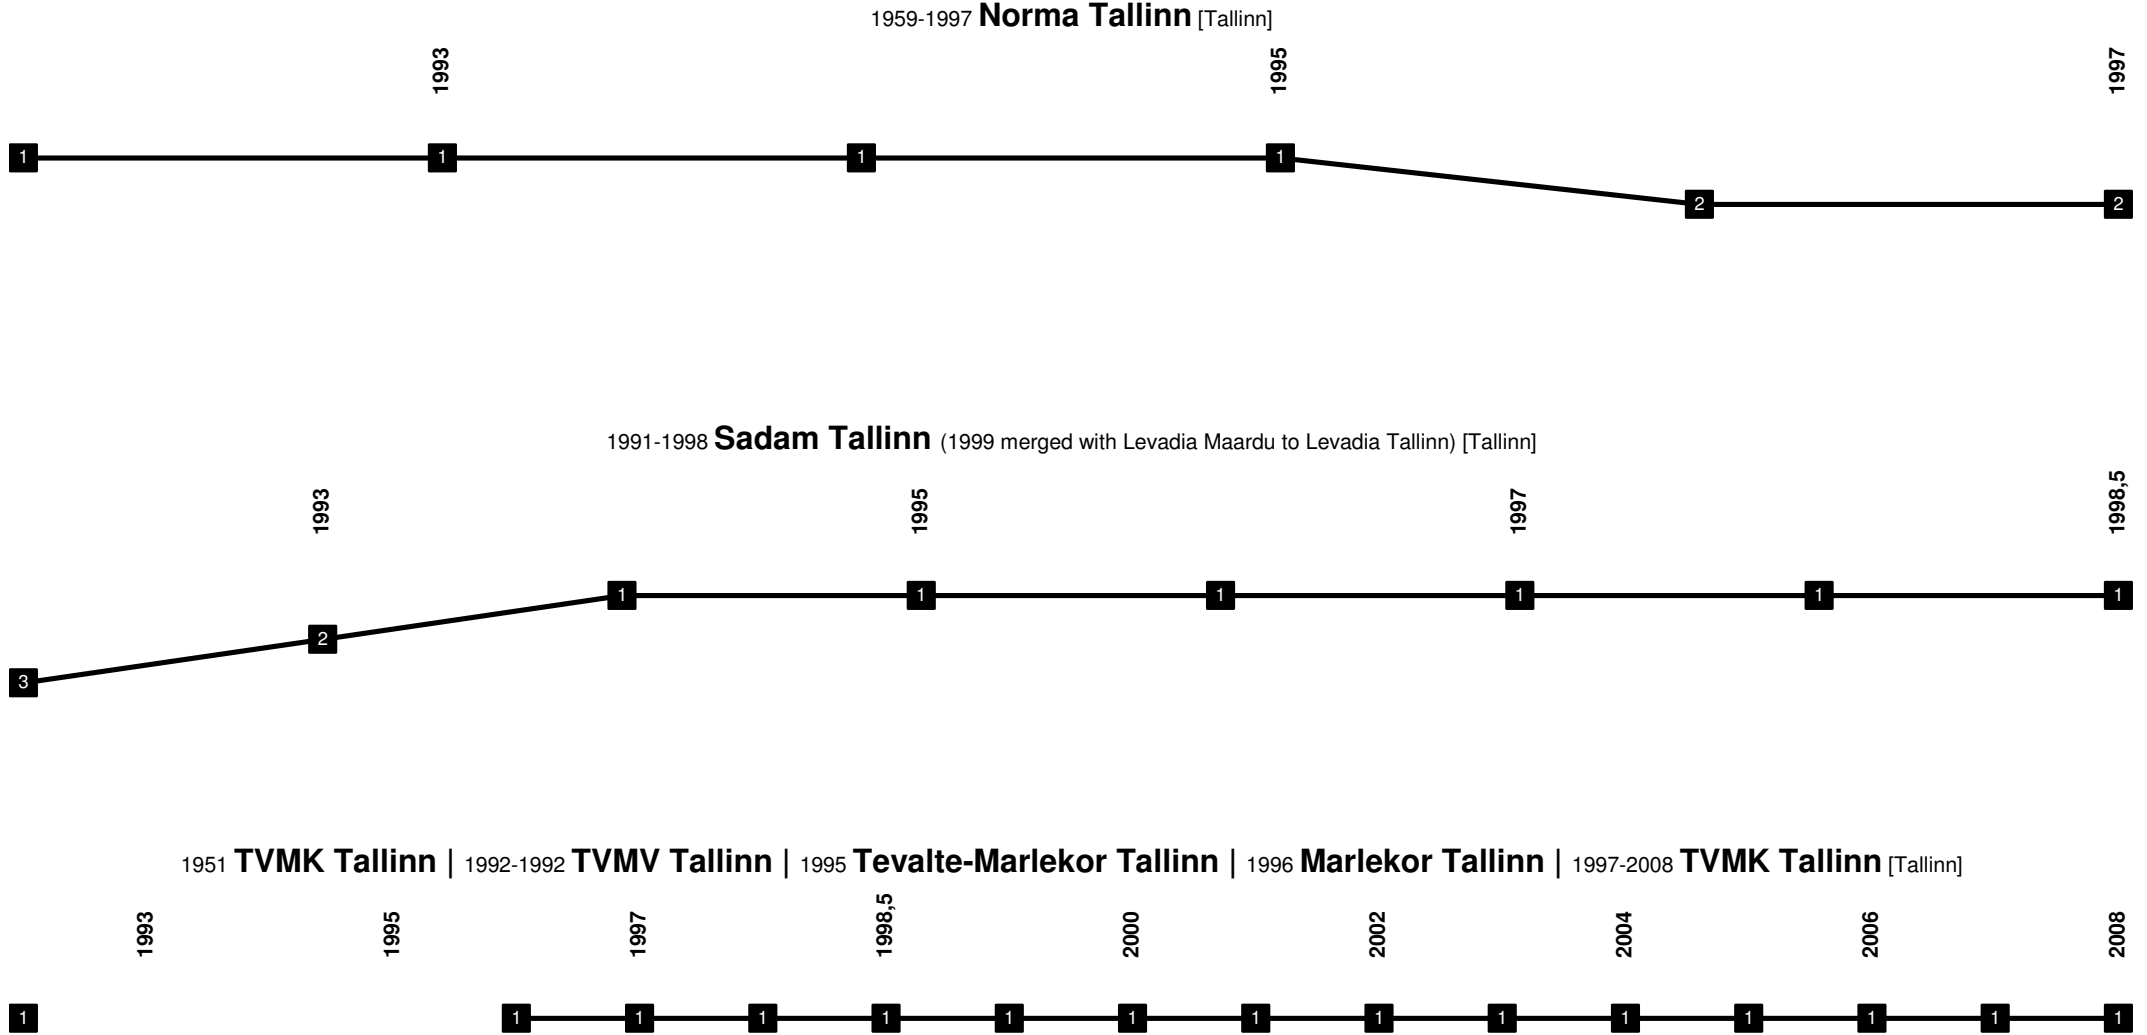 1959-1997 Norma Tallinn [Tallinn]
1993 1995 1997
1 1 1 1
2 2
1991-1998 Sadam Tallinn (1999 merged with Levadia Maardu to Levadia Tallinn) [Tallinn]
1993 1995 1997 1998,5
1 1 1 1 1 1
2
3
1951 TVMK Tallinn | 1992-1992 TVMV Tallinn | 1995 Tevalte-Marlekor Tallinn | 1996 Marlekor Tallinn | 1997-2008 TVMK Tallinn [Tallinn]
1993 1995 1997 1998,5 2000 2002 2004 2006 2008
1 1 1 1 1 1 1 1 1 1 1 1 1 1 1